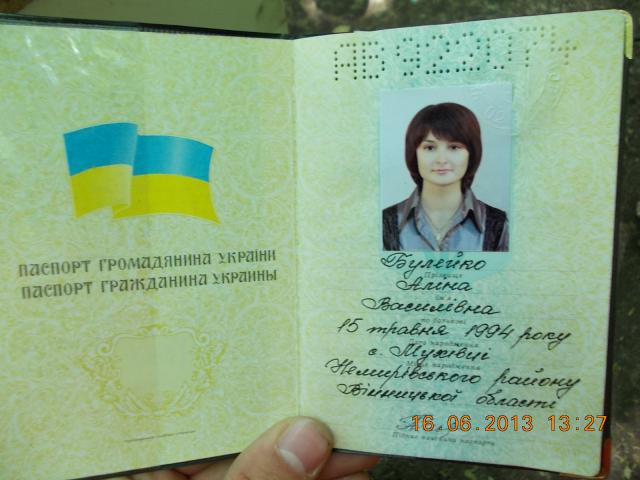 ПАСПОРТ ГРОМАДЯНИНА УКРАЇНИ
ПАСПОРТ ГРАЖДАНИНА УКРАИНЫ
АВ
Булейко
Прізвище
Аліна
Ім'я
Василівна
по батькові
15 травня 1994 року
Дата народження
с. Мухівці
Місце народження
Немирівського району
Вінницької області
Підпис власника паспорта
16.06.2013 13:27